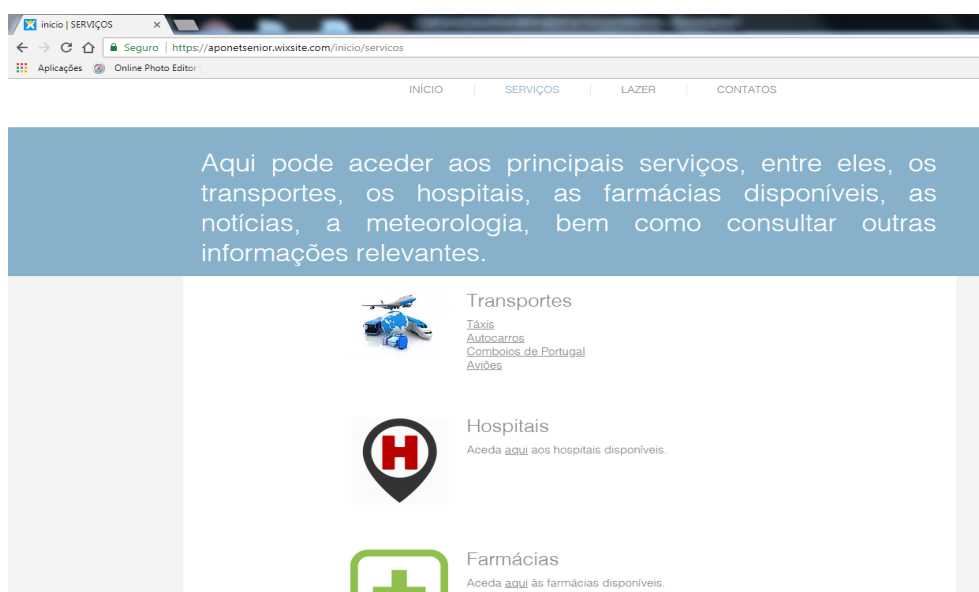 inicio | SERVIÇOS
Seguro | https://aponetsenior.wixsite.com/inicio/servicos
Aplicações Online Photo Editor
INÍCIO SERVIÇOS LAZER CONTATOS
Aqui pode aceder aos principais serviços, entre eles, os
transportes, os hospitais, as farmácias disponíveis, as
notícias, a meteorologia, bem como consultar outras
informações relevantes.
Transportes
Táxis
Autocarros
Comboios de Portugal
Aviões
H
Hospitais
Aceda aqui aos hospitais disponíveis.
Farmácias
Aceda aqui às farmácias disponíveis.